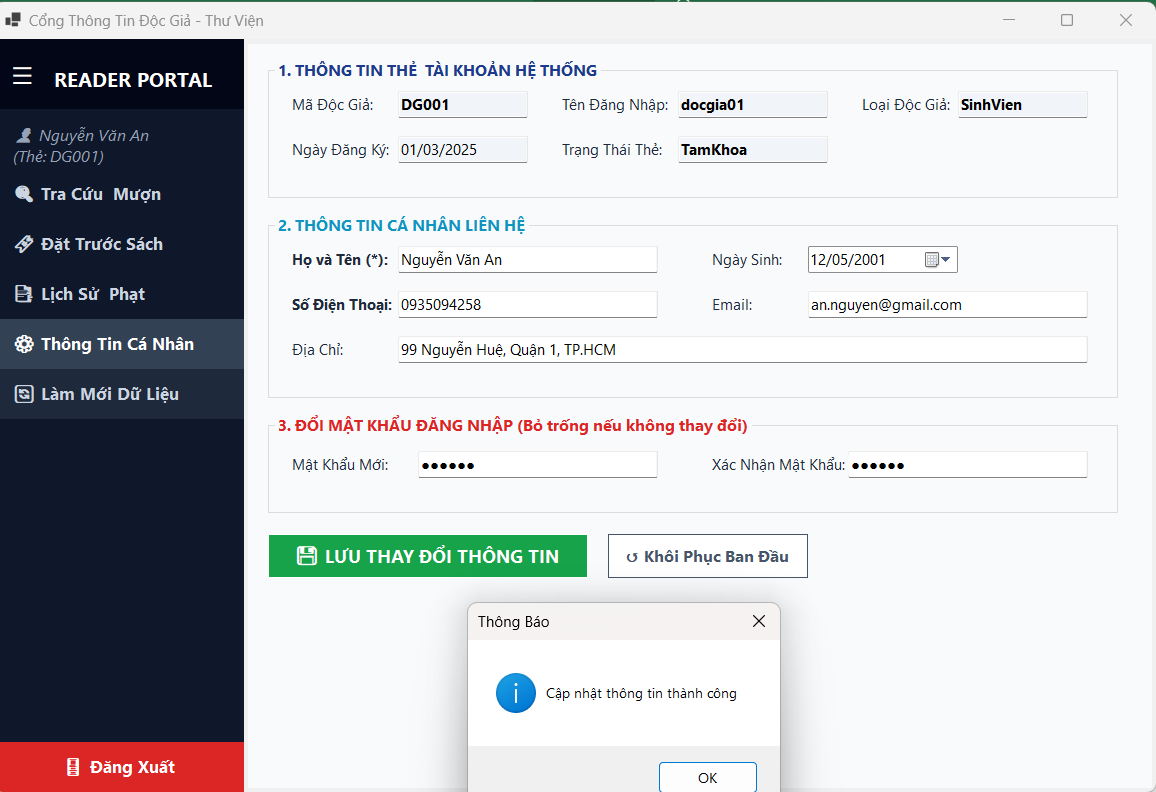 Cổng Thông Tin Độc Giả - Thư Viện
READER PORTAL
Nguyễn Văn An
(Thẻ: DG001)
Tra Cứu Mượn
Đặt Trước Sách
Lịch Sử Phạt
Thông Tin Cá Nhân
Làm Mới Dữ Liệu
Đăng Xuất
1. THÔNG TIN THẺ TÀI KHOẢN HỆ THỐNG
Mã Độc Giả: DG001 Tên Đăng Nhập: docgia01 Loại Độc Giả: SinhVien
Ngày Đăng Ký: 01/03/2025 Trạng Thái Thẻ: TamKhoa
2. THÔNG TIN CÁ NHÂN LIÊN HỆ
Họ và Tên (*): Nguyễn Văn An Ngày Sinh: 12/05/2001
Số Điện Thoại: 0935094258 Email: an.nguyen@gmail.com
Địa Chỉ: 99 Nguyễn Huệ, Quận 1, TP.HCM
3. ĐỔI MẬT KHẨU ĐĂNG NHẬP (Bỏ trống nếu không thay đổi)
Mật Khẩu Mới: ●●●●●● Xác Nhận Mật Khẩu: ●●●●●●
LƯU THAY ĐỔI THÔNG TIN ↺ Khôi Phục Ban Đầu
Thông Báo
Cập nhật thông tin thành công
OK